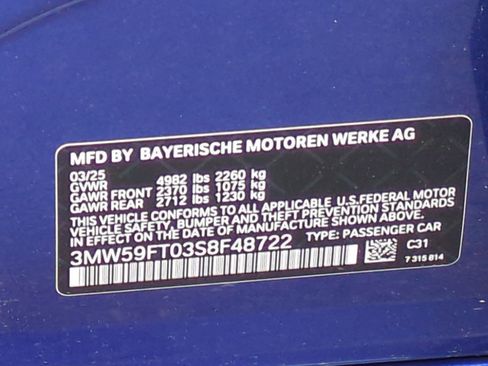 MFD BY BAYERISCHE MOTOREN WERKE AG
03/25
GVWR 4982 lbs 2260 kg
GAWR FRONT 2370 lbs 1075 kg
GAWR REAR 2712 lbs 1230 kg
THIS VEHICLE CONFORMS TO ALL APPLICABLE U.S.FEDERAL MOTOR
VEHICLE SAFETY, BUMPER AND THEFT PREVENTION STANDARDS
IN EFFECT ON THE DATE OF MANUFACTURE SHOWN ABOVE.
3MW59FT03S8F48722 TYPE: PASSENGER CAR
C31
7 315 814